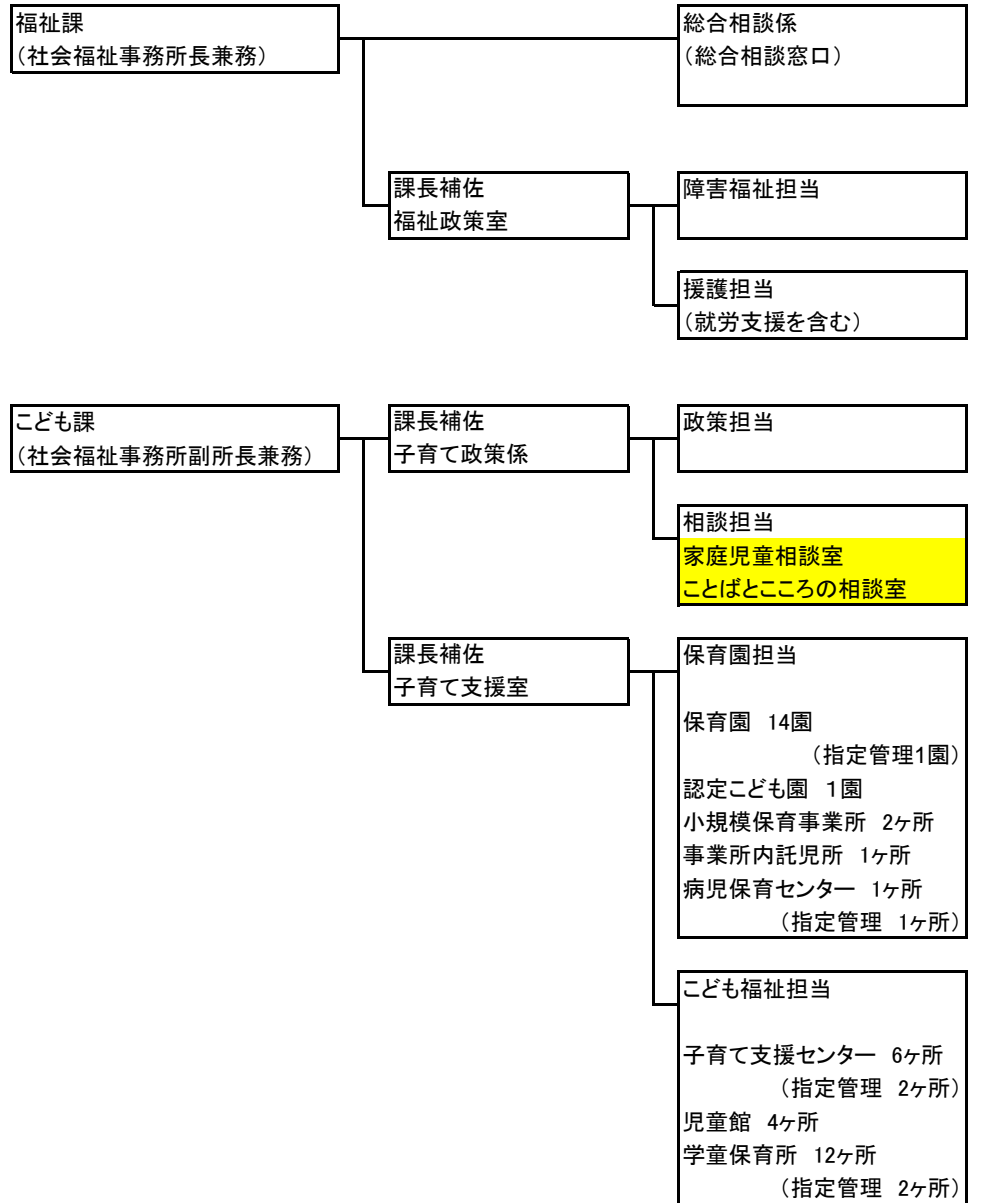 福祉課
（社会福祉事務所長兼務）
総合相談係
（総合相談窓口）
課長補佐
福祉政策室
障害福祉担当
援護担当
（就労支援を含む）
こども課
（社会福祉事務所副所長兼務）
課長補佐
子育て政策係
政策担当
相談担当
家庭児童相談室
ことばとこころの相談室
課長補佐
子育て支援室
保育園担当
保育園　14園
（指定管理1園）
認定こども園　１園
小規模保育事業所　2ヶ所
事業所内託児所　1ヶ所
病児保育センター　1ヶ所
（指定管理　1ヶ所）
こども福祉担当
子育て支援センター　6ヶ所
（指定管理　2ヶ所）
児童館　4ヶ所
学童保育所　12ヶ所
（指定管理　2ヶ所）